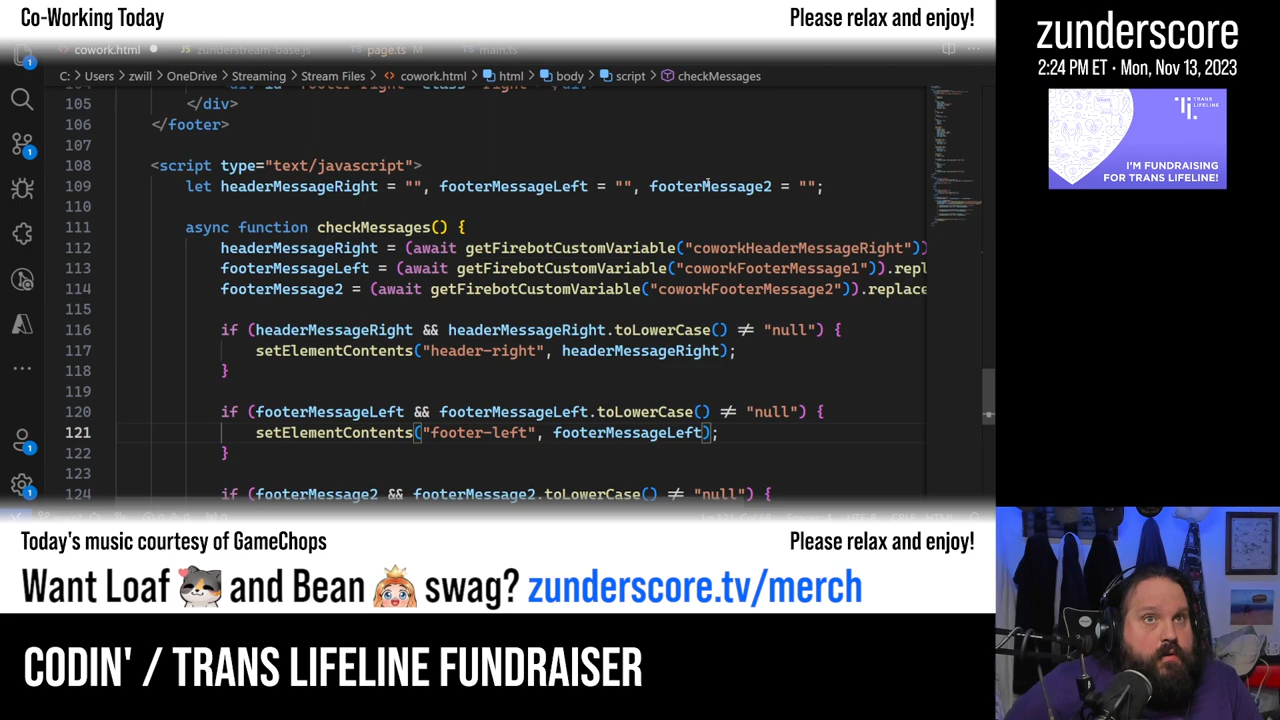 Co-Working Today
Please relax and enjoy!
cowork.html
zunderstream-base.js
page.ts M
main.ts
C: > Users > zwill > OneDrive > Streaming > Stream Files > cowork.html > html > body > script > checkMessages
105 </div>
106 </footer>
107
108 <script type="text/javascript">
109 let headerMessageRight = "", footerMessageLeft = "", footerMessage2 = "";
110
111 async function checkMessages() {
112 headerMessageRight = (await getFirebotCustomVariable("coworkHeaderMessageRight"))
113 footerMessageLeft = (await getFirebotCustomVariable("coworkFooterMessage1")).repl
114 footerMessage2 = (await getFirebotCustomVariable("coworkFooterMessage2")).replace
115
116 if (headerMessageRight && headerMessageRight.toLowerCase() ≠ "null") {
117 setElementContents("header-right", headerMessageRight);
118 }
119
120 if (footerMessageLeft && footerMessageLeft.toLowerCase() ≠ "null") {
121 setElementContents("footer-left", footerMessageLeft);
122 }
123
124 if (footerMessage2 && footerMessage2.toLowerCase() ≠ "null") {
Today's music courtesy of GameChops
Please relax and enjoy!
Want Loaf and Bean swag? zunderscore.tv/merch
CODIN' / TRANS LIFELINE FUNDRAISER
zunderscore
2:24 PM ET · Mon, Nov 13, 2023
TRANS
LIFELINE
I'M FUNDRAISING
FOR TRANS LIFELINE!